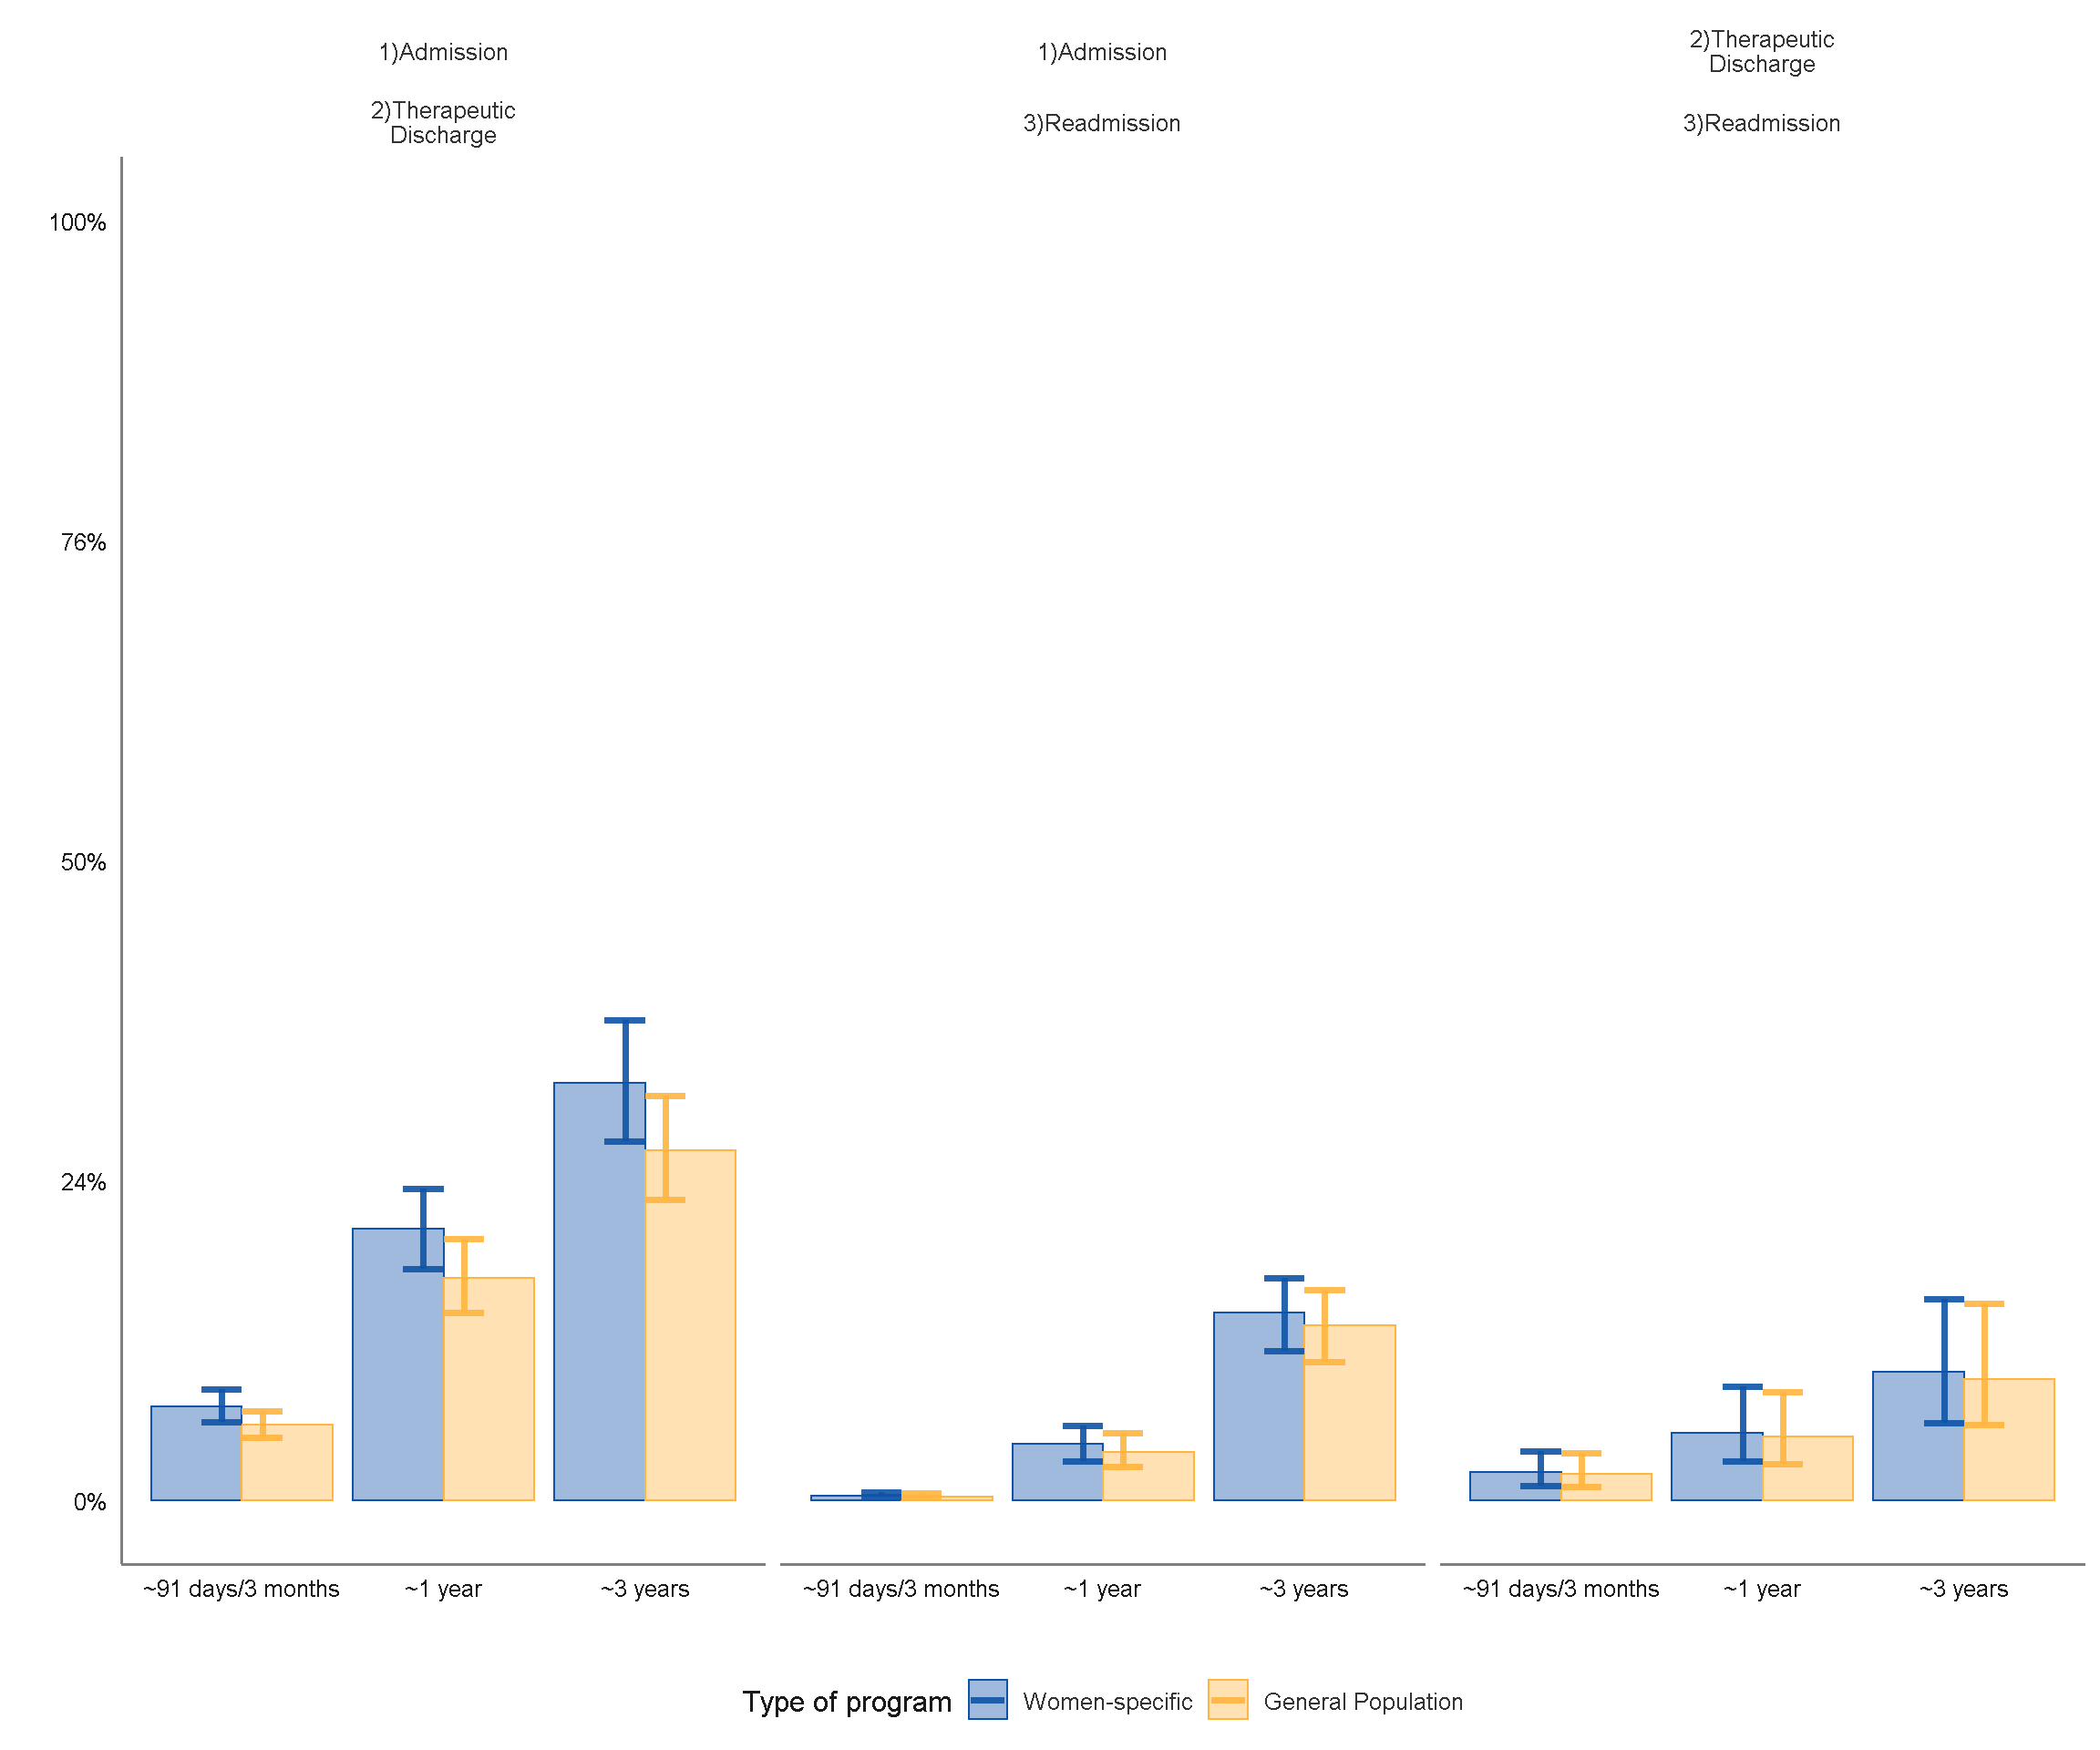 1)Admission
2)Therapeutic
Discharge
1)Admission
3)Readmission
2)Therapeutic
Discharge
3)Readmission
100%
76%
50%
24%
0%
~91 days/3 months
~1 year
~3 years
~91 days/3 months
~1 year
~3 years
~91 days/3 months
~1 year
~3 years
Type of program
Women-specific
General Population